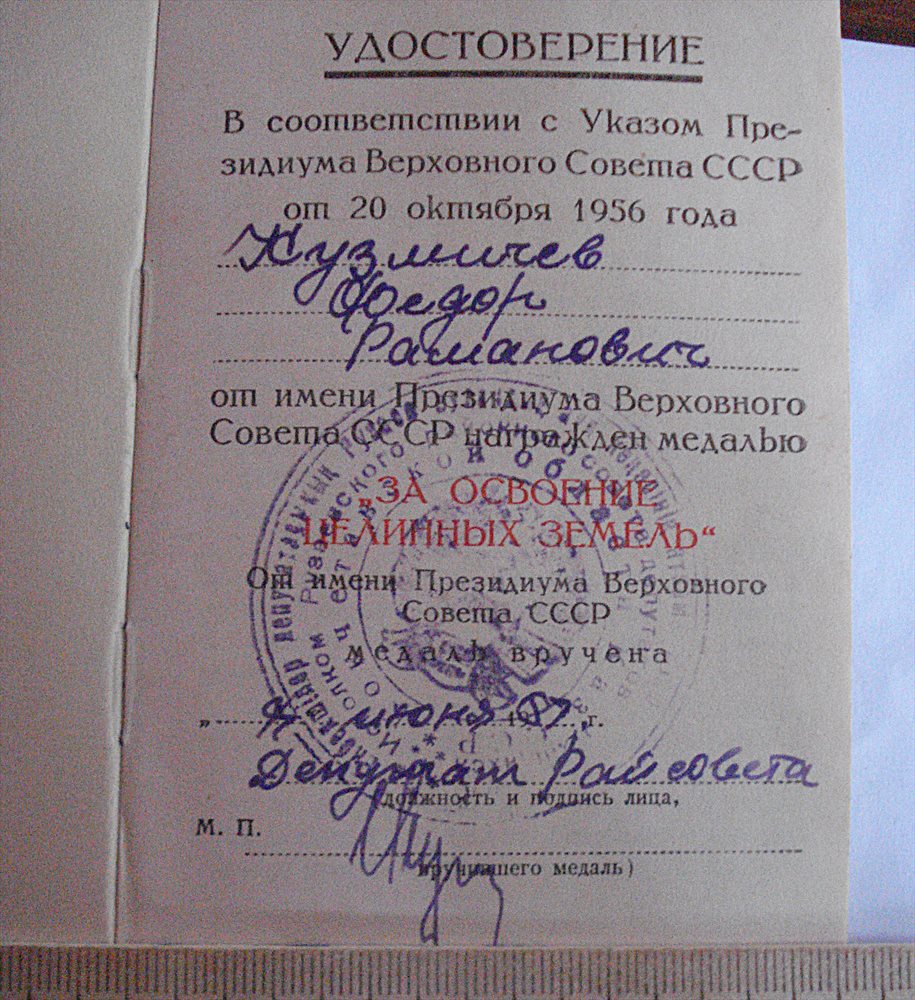 УДОСТОВЕРЕНИЕ
В соответствии с Указом Пре-
зидиума Верховного Совета СССР
от 20 октября 1956 года
Кузмичев
Федор
Раманович
от имени Президиума Верховного
Совета СССР награжден медалью
„ЗА ОСВОЕНИЕ
ЦЕЛИННЫХ ЗЕМЕЛЬ“
От имени Президиума Верховного
Совета СССР
медаль вручена
июня 1957 г.
Депутат Райсовета
(должность и подпись лица,
М. П.
вручившего медаль)